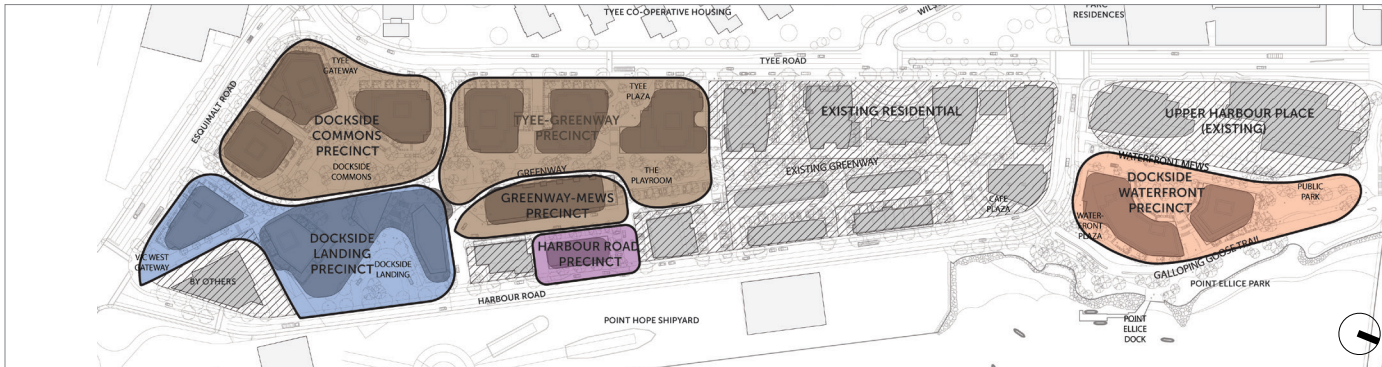 TYEE CO-OPERATIVE HOUSING
RESIDENCES
TYEE ROAD
ESQUIMALT ROAD
TYEE
GATEWAY
DOCKSIDE
COMMONS
PRECINCT
DOCKSIDE
COMMONS
TYEE
PLAZA
TYEE-GREENWAY
PRECINCT
GREENWAY
THE
PLAYROOM
EXISTING RESIDENTIAL
EXISTING GREENWAY
CAPE
PLAZA
UPPER HARBOUR PLACE
(EXISTING)
WATERFRONT MEWS
DOCKSIDE
WATERFRONT
PRECINCT
PUBLIC
PARK
WATER-
FRONT
PLAZA
GALLOPING GOOSE TRAIL
POINT ELLICE PARK
POINT
ELLICE
DOCK
GREENWAY-MEWS
PRECINCT
HARBOUR ROAD
PRECINCT
DOCKSIDE
LANDING
PRECINCT
DOCKSIDE
LANDING
VIC WEST
GATEWAY
BY OTHERS
HARBOUR ROAD
POINT HOPE SHIPYARD